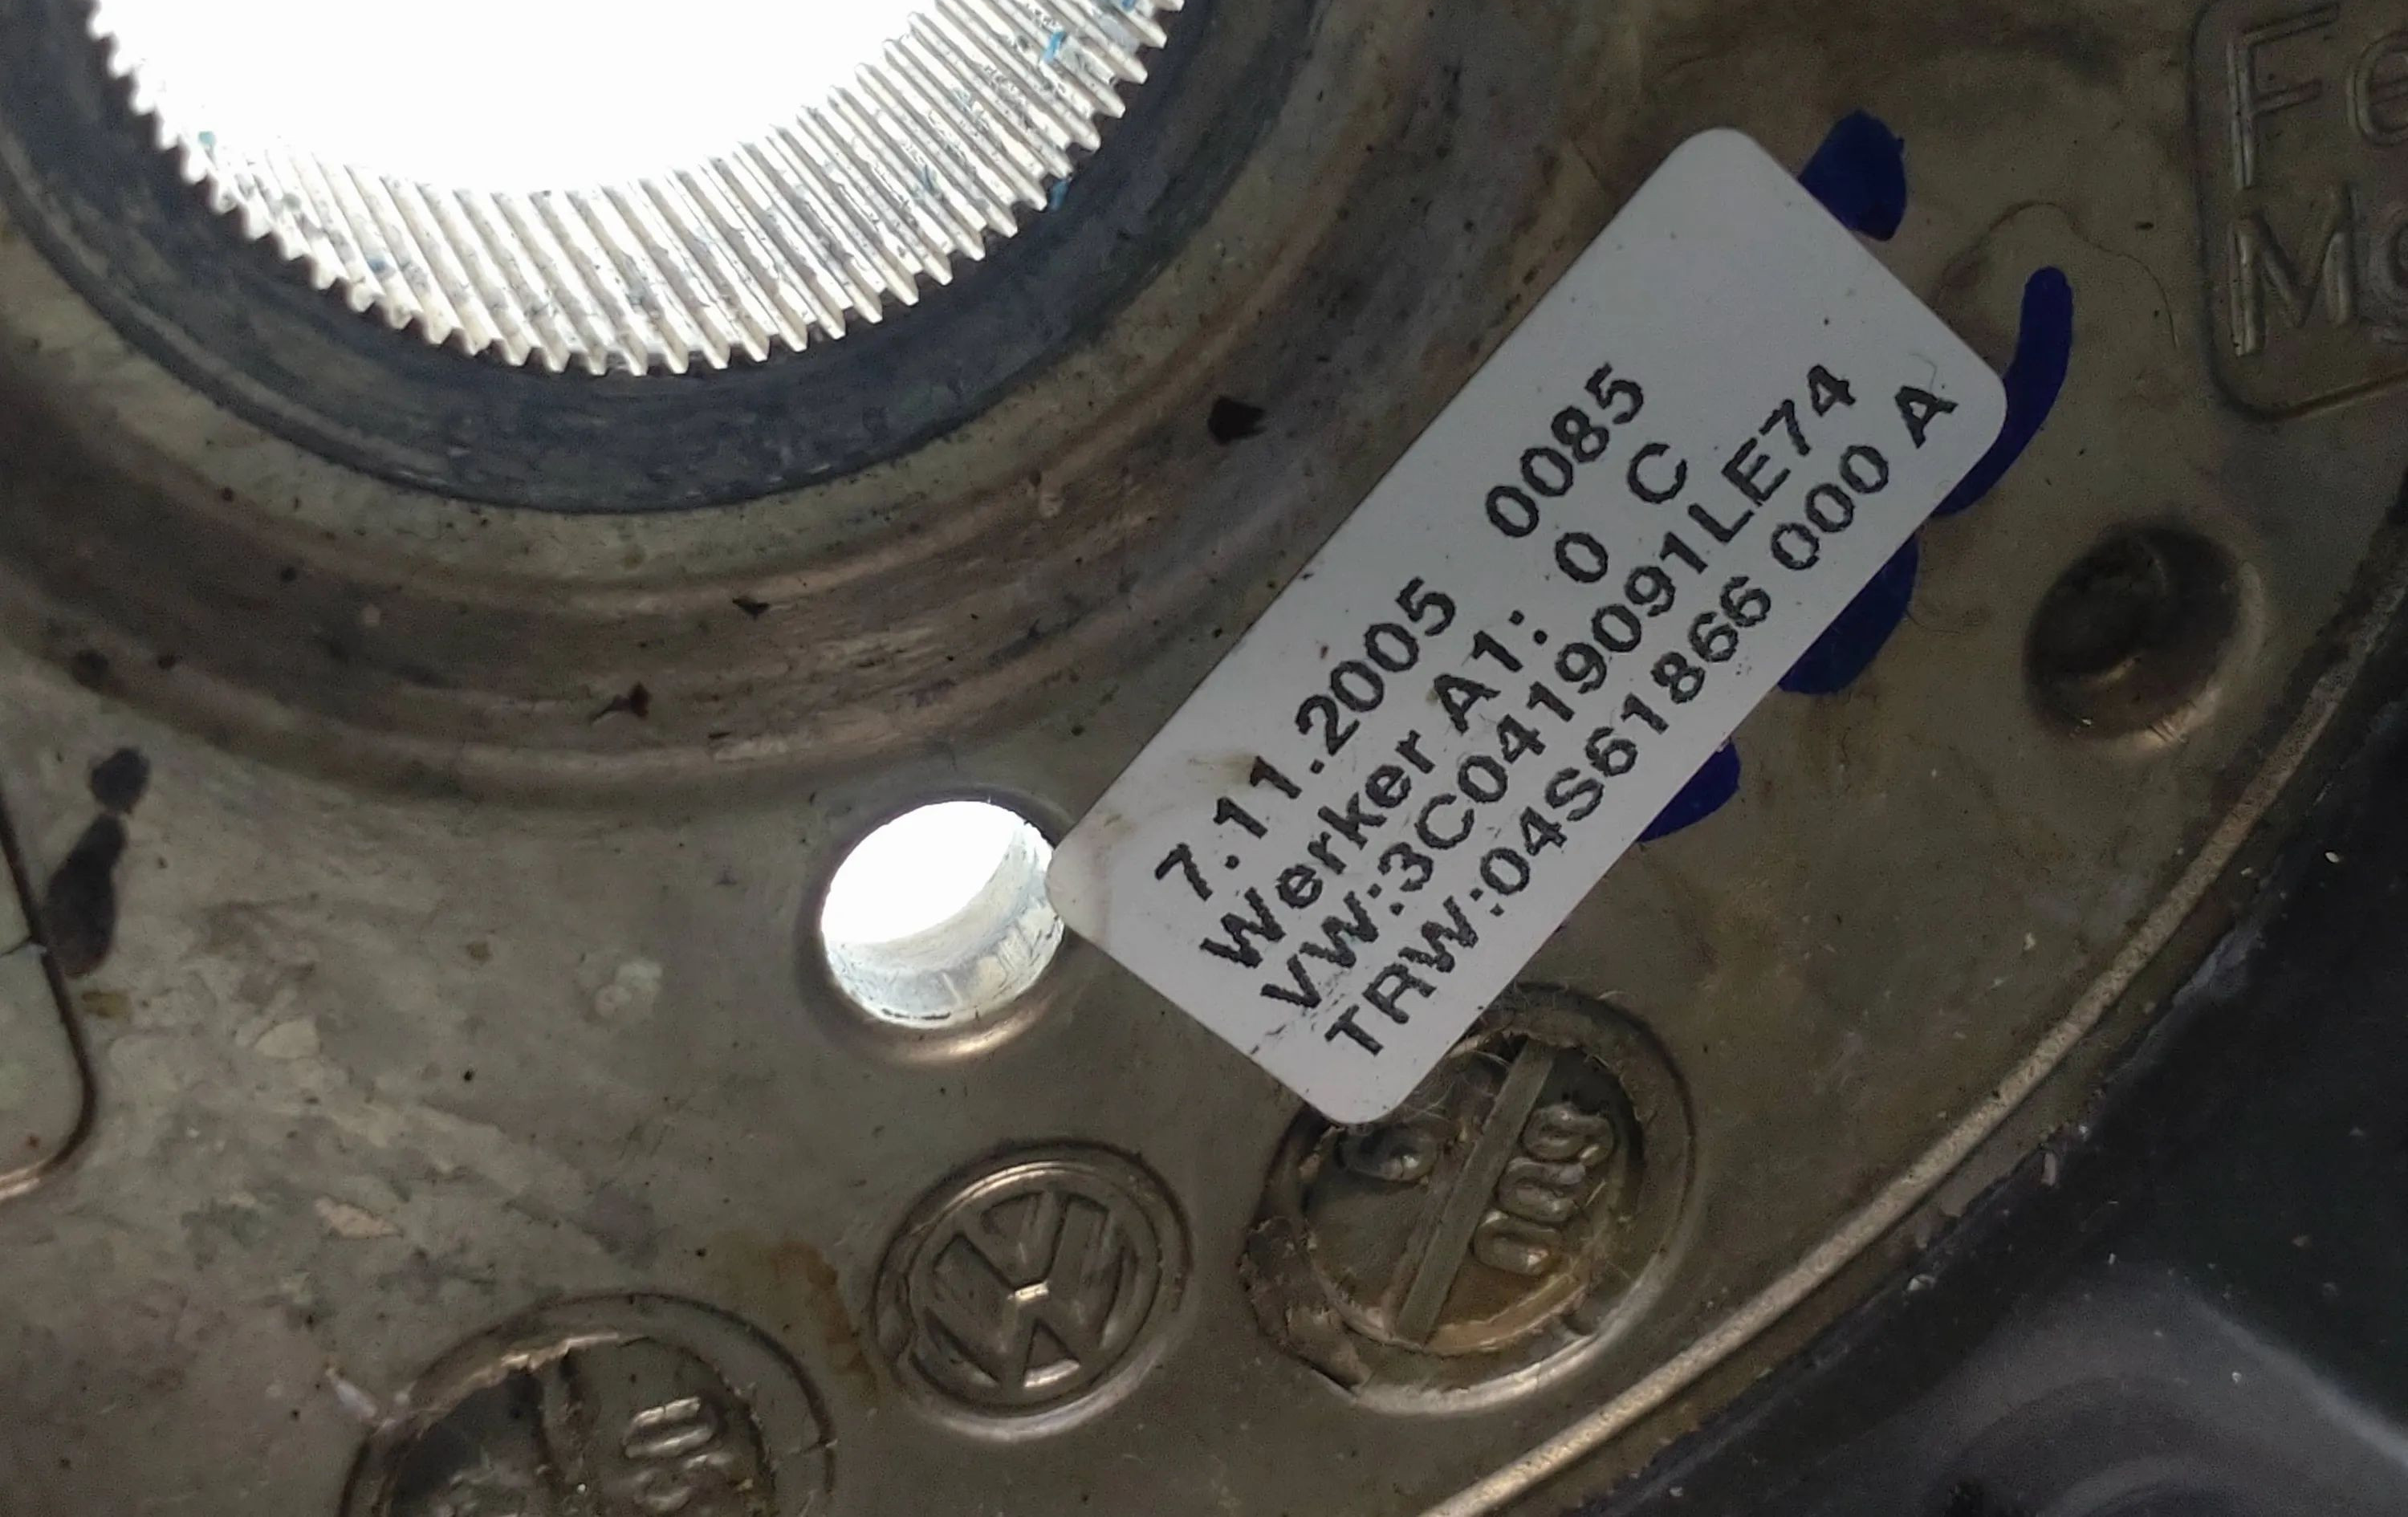 7.11.2005 0085
Werker A1: 0 C
VW:3C0419091LE74
TRW:04S61866 000 A